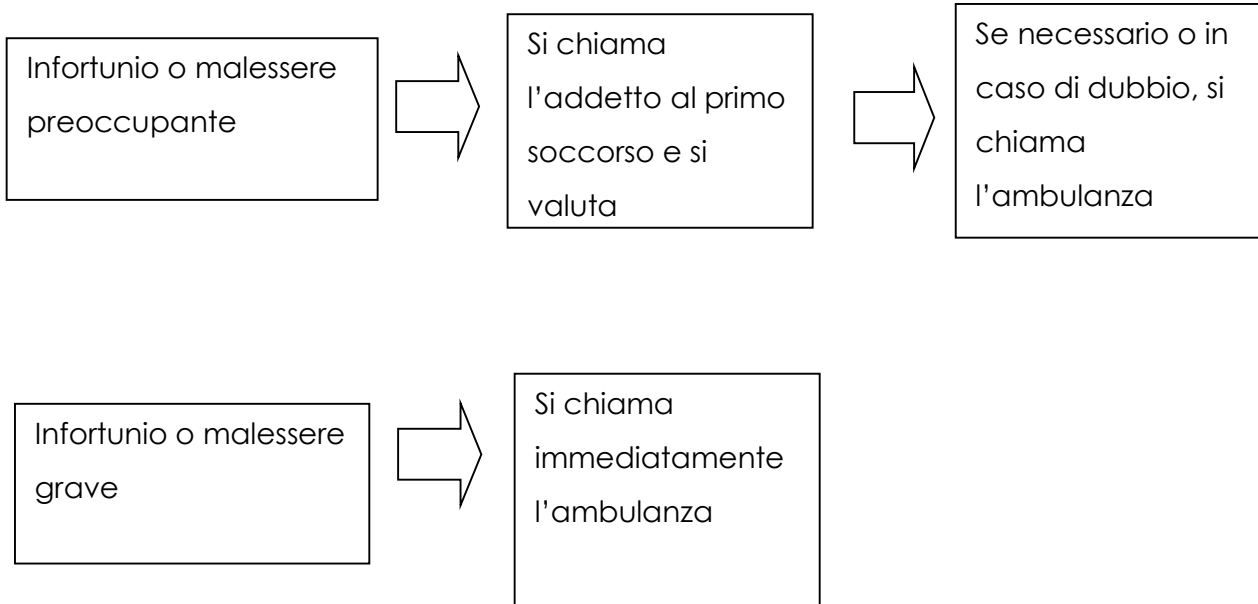 Infortunio o malessere
preoccupante
Si chiama
l’addetto al primo
soccorso e si
valuta
Se necessario o in
caso di dubbio, si
chiama
l’ambulanza
Infortunio o malessere
grave
Si chiama
immediatamente
l’ambulanza